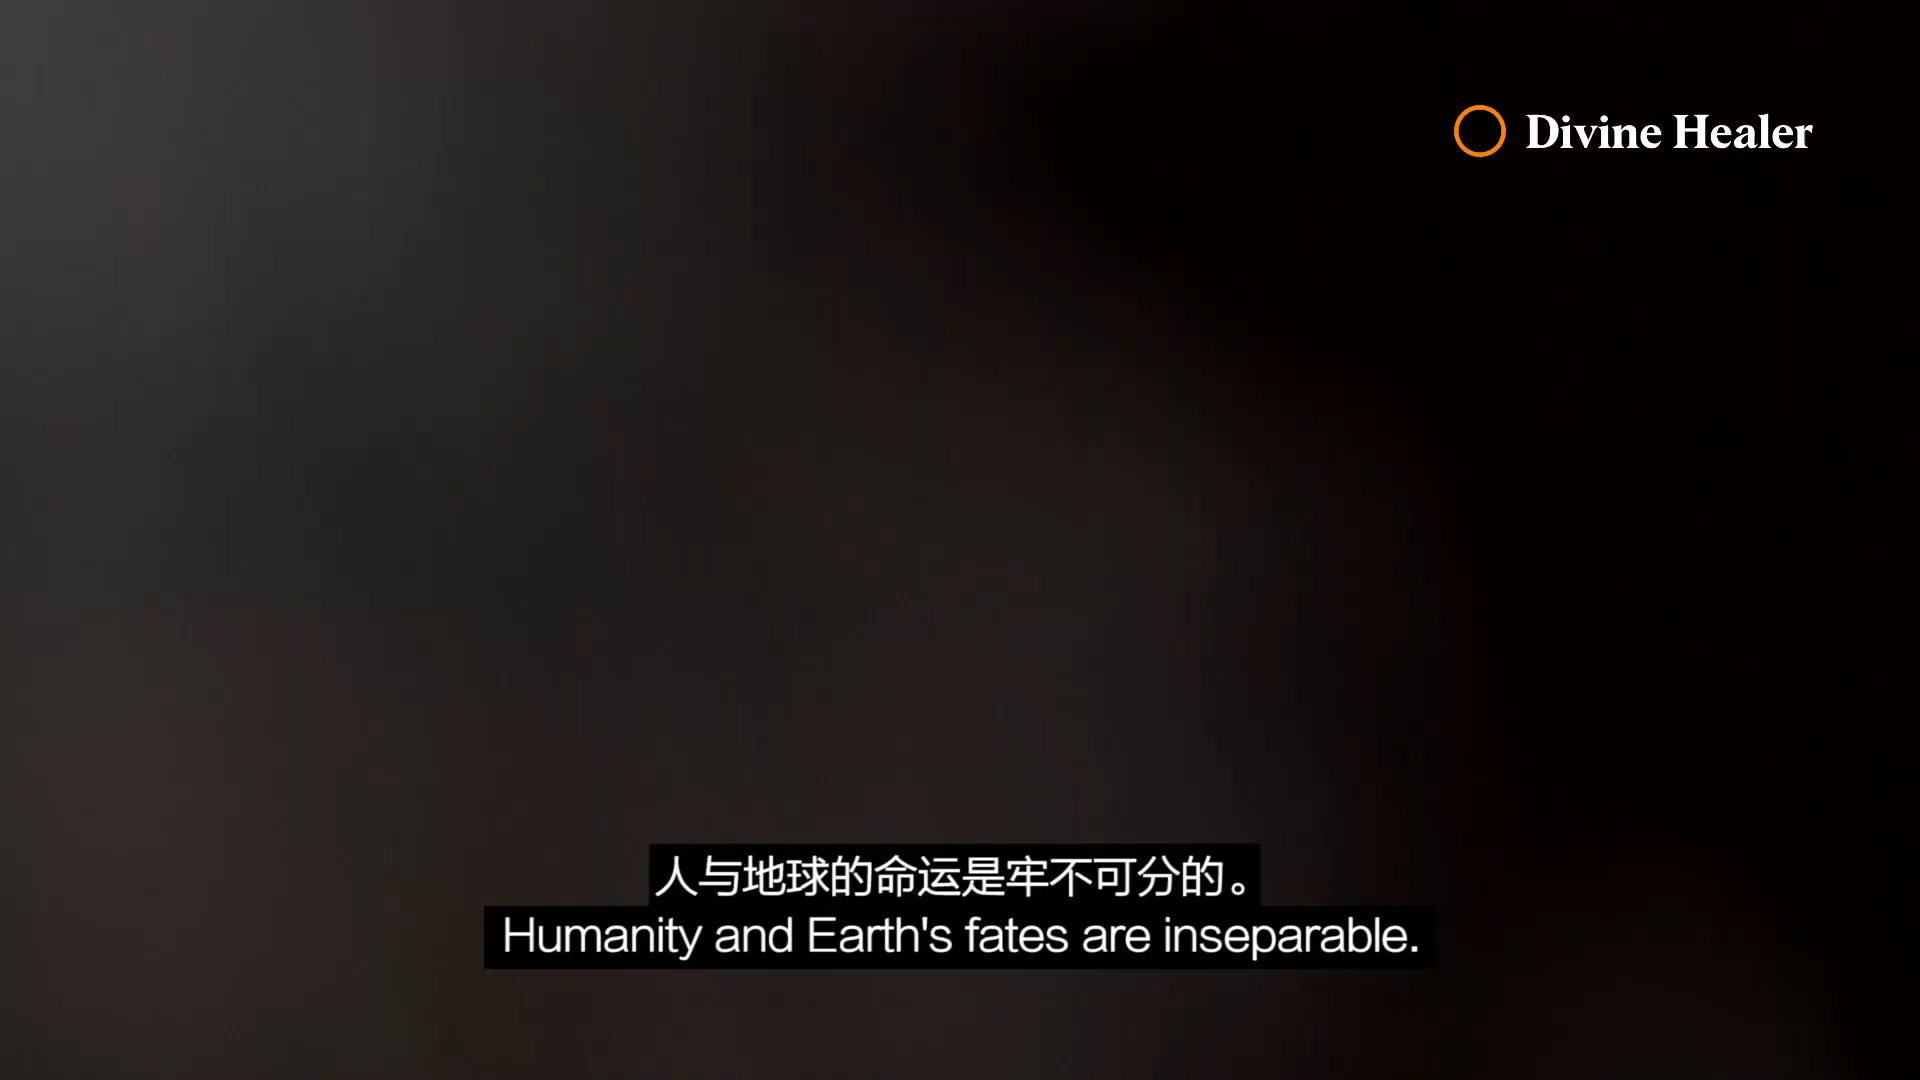 Divine Healer
人与地球的命运是牢不可分的。
Humanity and Earth's fates are inseparable.